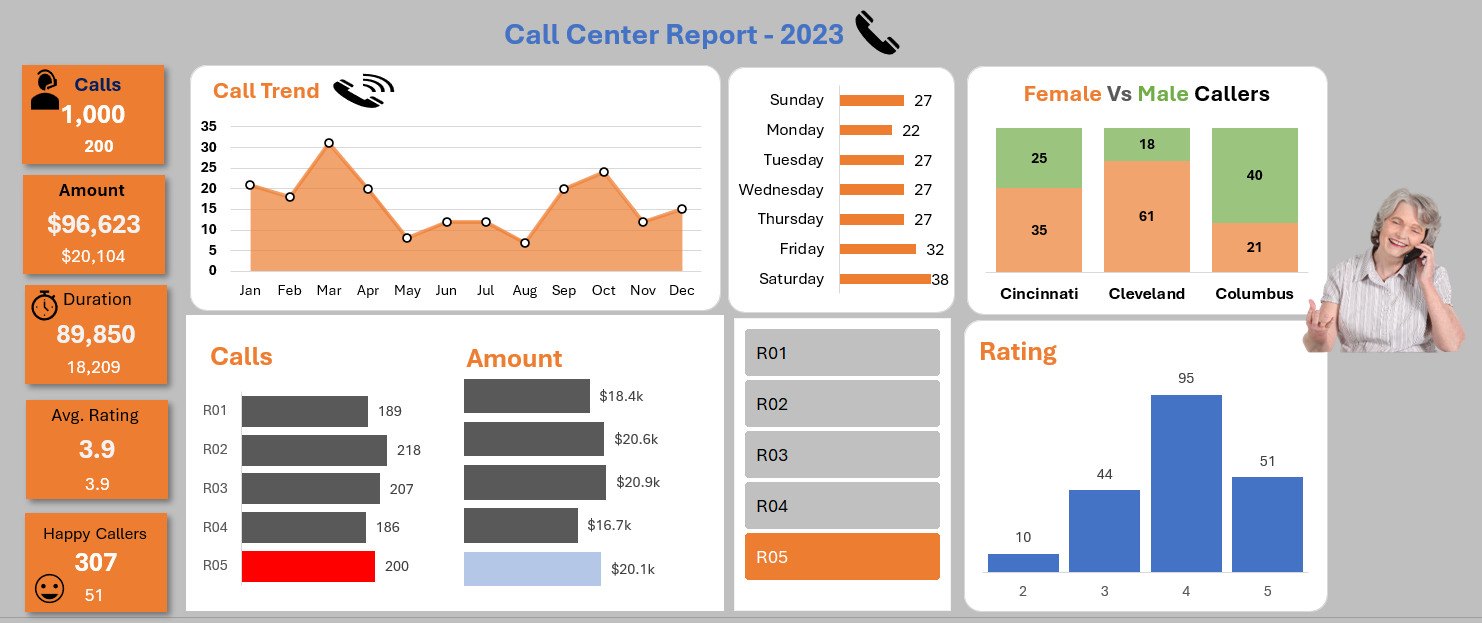 Call Center Report - 2023
Calls
1,000
200
Amount
$96,623
$20,104
Duration
89,850
18,209
Avg. Rating
3.9
3.9
Happy Callers
307
51
Call Trend
35
30
25
20
15
10
5
0
Jan Feb Mar Apr May Jun Jul Aug Sep Oct Nov Dec
Sunday 27
Monday 22
Tuesday 27
Wednesday 27
Thursday 27
Friday 32
Saturday 38
Female Vs Male Callers
25 18 40
35 61 21
Cincinnati Cleveland Columbus
Calls
R01 189
R02 218
R03 207
R04 186
R05 200
Amount
$18.4k
$20.6k
$20.9k
$16.7k
$20.1k
R01
R02
R03
R04
R05
Rating
10 44 95 51
2 3 4 5